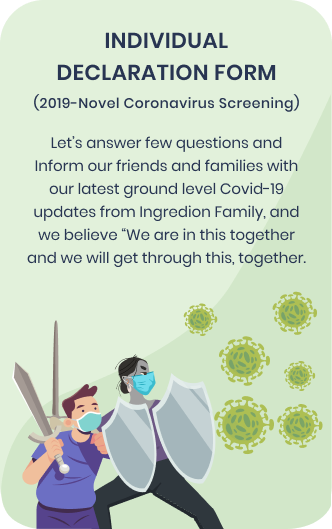 INDIVIDUAL
DECLARATION FORM
(2019-Novel Coronavirus Screening)
Let's answer few questions and
Inform our friends and families with
our latest ground level Covid-19
updates from Ingredion Family, and
we believe “We are in this together
and we will get through this, together.